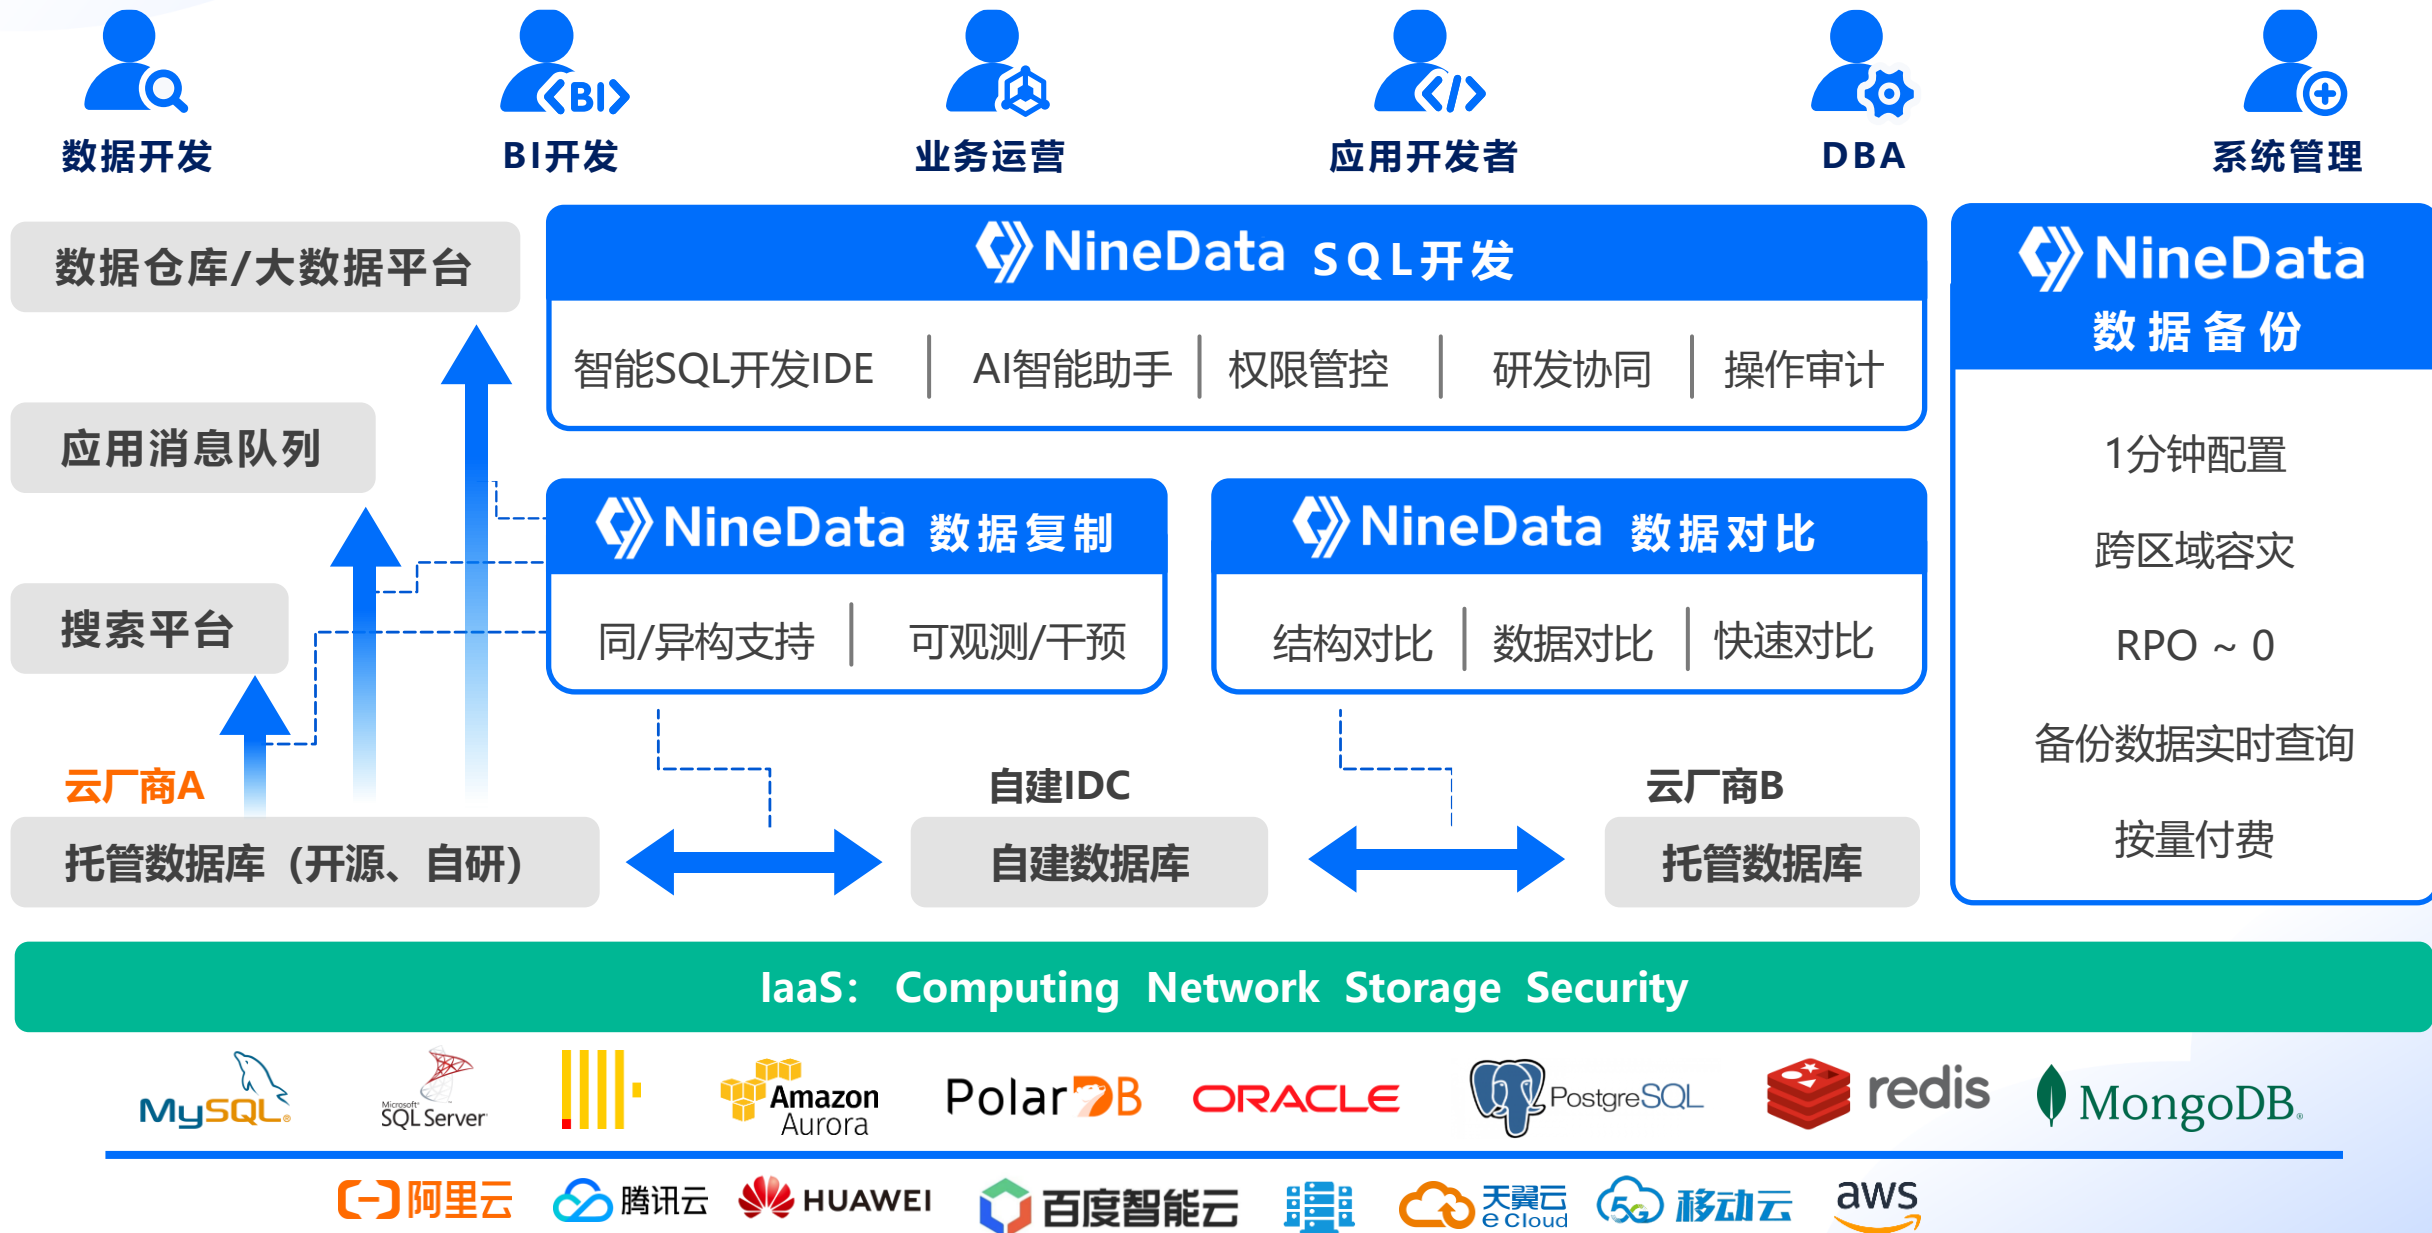 <BI>
</>
数据开发
BI开发
业务运营
应用开发者
DBA
系统管理
数据仓库/大数据平台
NineData SQL开发
智能SQL开发IDE
AI智能助手
权限管控
研发协同
操作审计
NineData
数据备份
1分钟配置
跨区域容灾
RPO ~ 0
备份数据实时查询
按量付费
应用消息队列
搜索平台
NineData 数据复制
同/异构支持
可观测/干预
NineData 数据对比
结构对比
数据对比
快速对比
云厂商A
托管数据库（开源、自研）
自建IDC
自建数据库
云厂商B
托管数据库
IaaS： Computing Network Storage Security
MySQL®
Microsoft®
SQL Server
Amazon
Aurora
PolarDB
ORACLE
PostgreSQL
redis
MongoDB®
阿里云
腾讯云
HUAWEI
百度智能云
天翼云
e Cloud
5G
移动云
aws